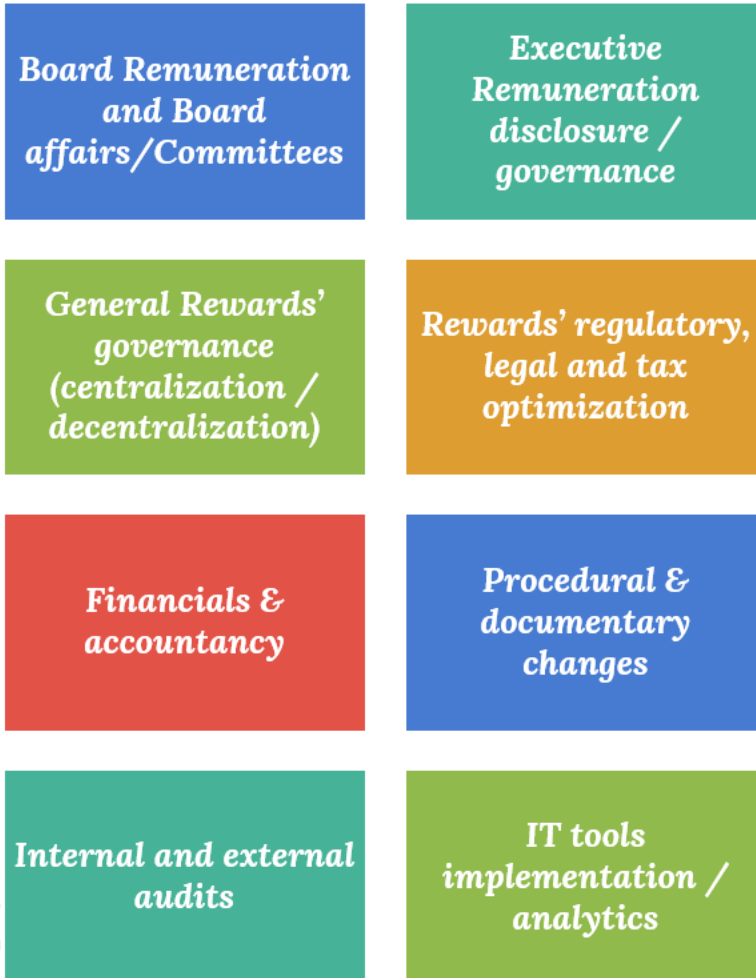 Board Remuneration
and Board
affairs/Committees
Executive
Remuneration
disclosure /
governance
General Rewards’
governance
(centralization /
decentralization)
Rewards’ regulatory,
legal and tax
optimization
Financials &
accountancy
Procedural &
documentary
changes
Internal and external
audits
IT tools
implementation /
analytics